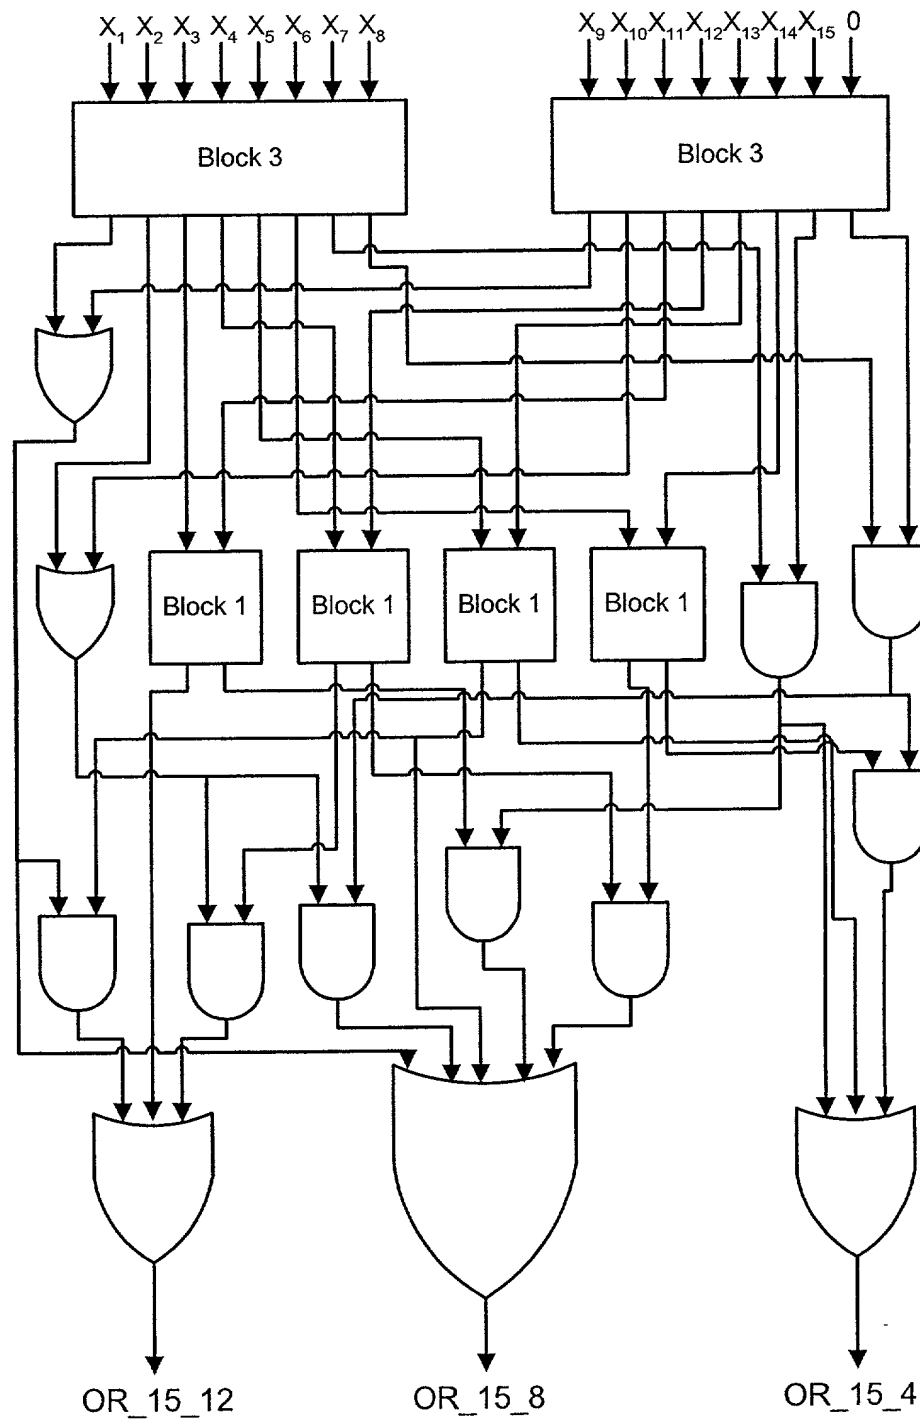 X₁ X₂ X₃ X₄ X₅ X₆ X₇ X₈ X₉ X₁₀ X₁₁ X₁₂ X₁₃ X₁₄ X₁₅ 0
Block 3 Block 3
Block 1 Block 1 Block 1 Block 1
OR_15_12 OR_15_8 OR_15_4